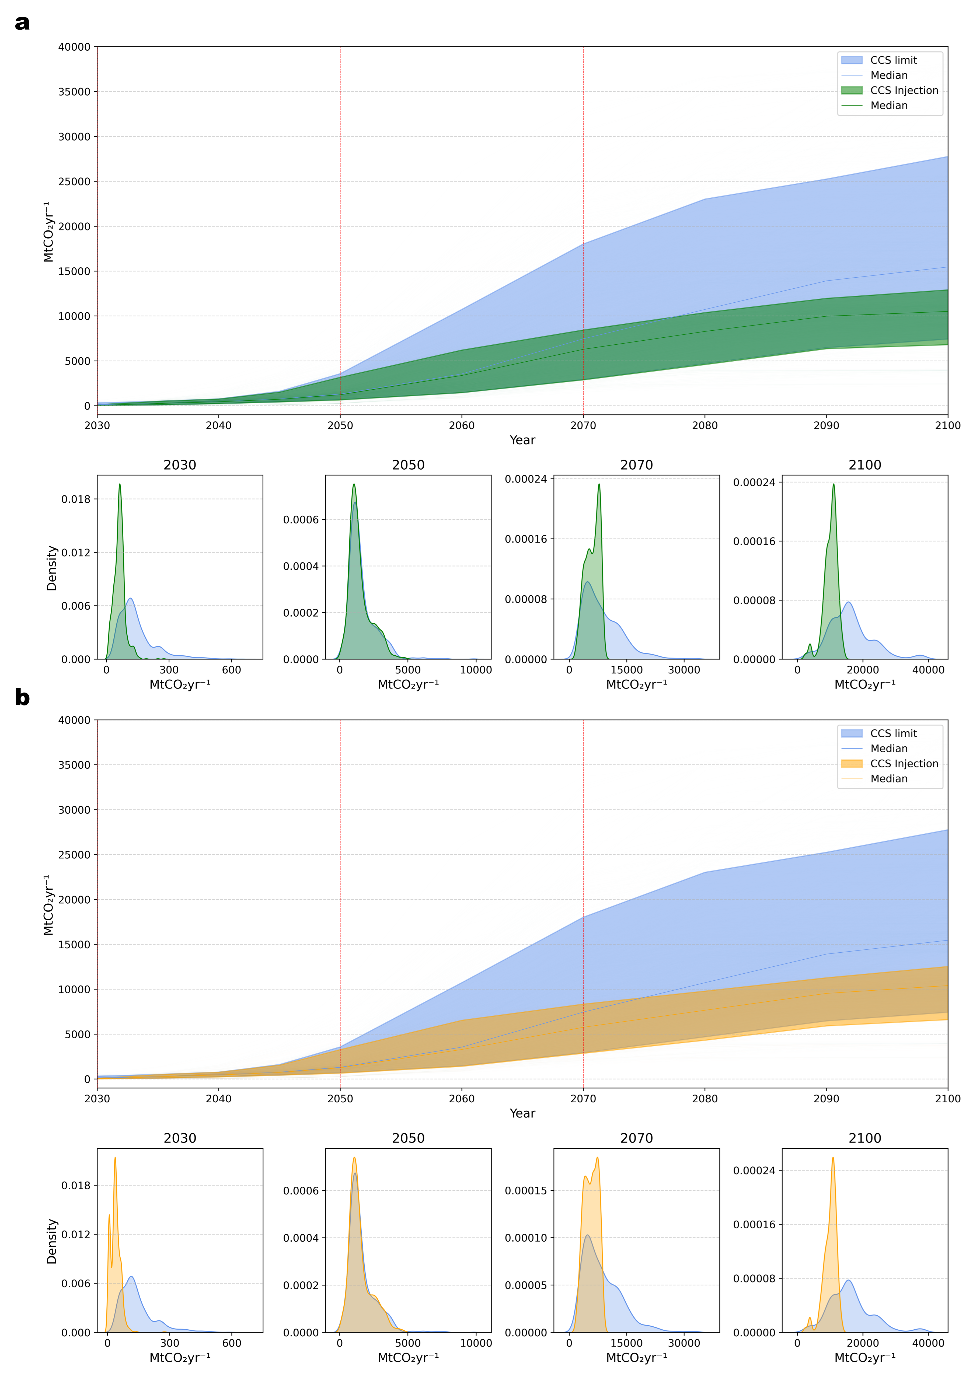 a
40000
35000
30000
25000
20000
15000
10000
5000
0
MtCO₂yr⁻¹
CCS limit
Median
CCS Injection
Median
2030 2040 2050 2060 2070 2080 2090 2100
Year
2030 2050 2070 2100
Density
0.018
0.012
0.006
0.000
0 300 600
MtCO₂yr⁻¹
0.0006
0.0004
0.0002
0.0000
0 5000 10000
MtCO₂yr⁻¹
0.00024
0.00016
0.00008
0.00000
0 15000 30000
MtCO₂yr⁻¹
0.00024
0.00016
0.00008
0.00000
0 20000 40000
MtCO₂yr⁻¹
b
40000
35000
30000
25000
20000
15000
10000
5000
0
MtCO₂yr⁻¹
CCS limit
Median
CCS Injection
Median
2030 2040 2050 2060 2070 2080 2090 2100
Year
2030 2050 2070 2100
Density
0.018
0.012
0.006
0.000
0 300 600
MtCO₂yr⁻¹
0.0006
0.0004
0.0002
0.0000
0 5000 10000
MtCO₂yr⁻¹
0.00015
0.00010
0.00005
0.00000
0 15000 30000
MtCO₂yr⁻¹
0.00024
0.00016
0.00008
0.00000
0 20000 40000
MtCO₂yr⁻¹